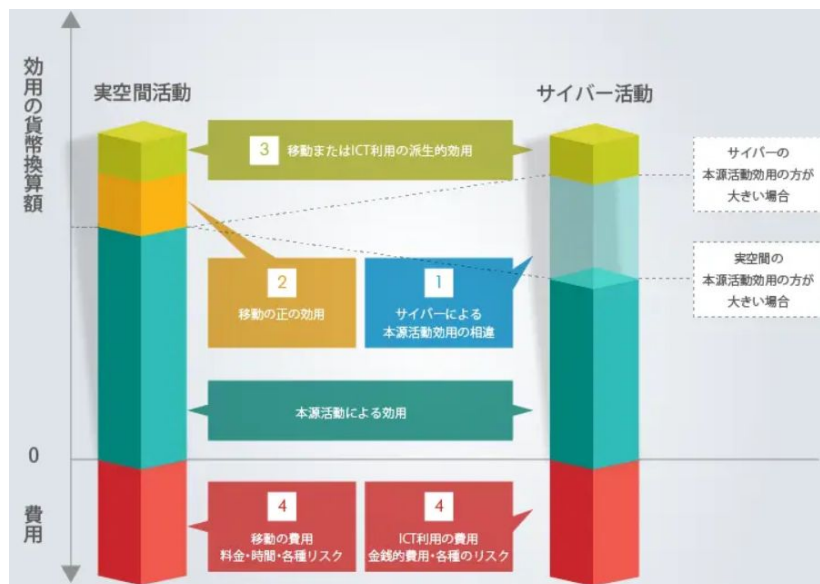 効用の貨幣換算額
実空間活動
サイバー活動
3 移動またはICT利用の派生的効用
サイバーの
本源活動効用の方が
大きい場合
2
移動の正の効用
1
サイバーによる
本源活動効用の相違
実空間の
本源活動効用の方が
大きい場合
本源活動による効用
0
費用
4
移動の費用
料金・時間・各種リスク
4
ICT利用の費用
金銭的費用・各種のリスク